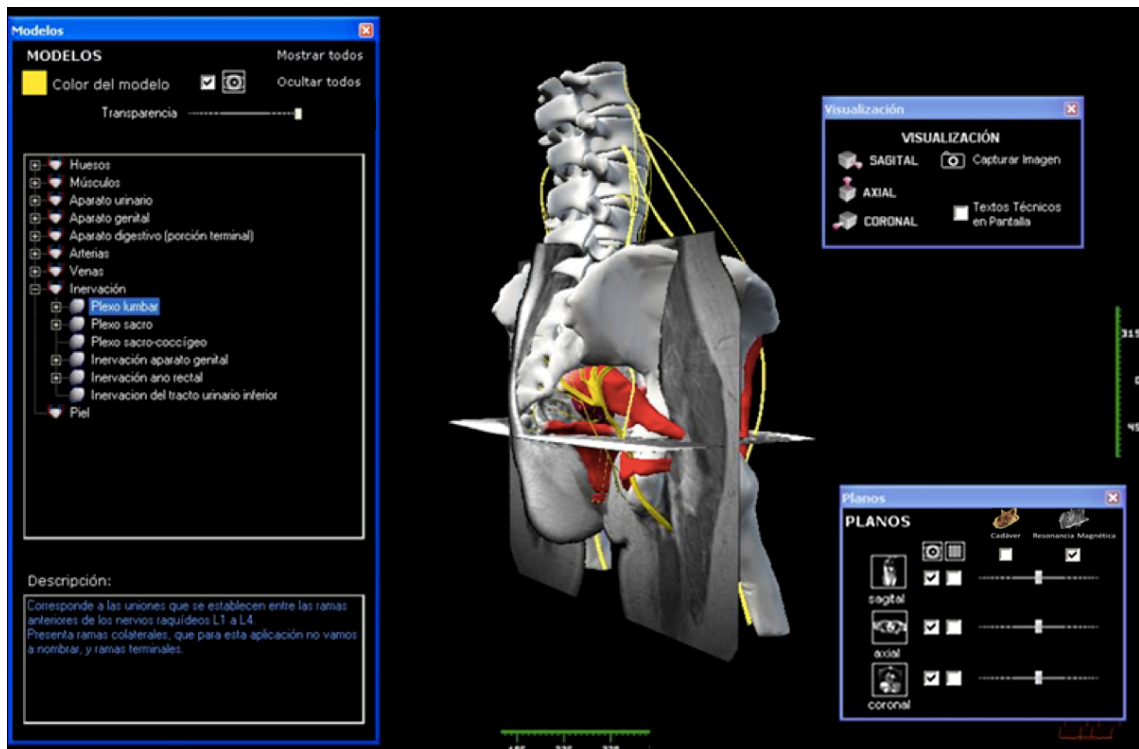 Modelos
MODELOS
Mostrar todos
Color del modelo
Ocultar todos
Transparencia
Huesos
Músculos
Aparato urinario
Aparato genital
Aparato digestivo (porción terminal)
Arterias
Venas
Inervación
Plexo lumbar
Plexo sacro
Plexo sacro-coccígeo
Inervación aparato genital
Inervación ano rectal
Inervacion del tracto urinario inferior
Piel
Descripción:
Corresponde a las uniones que se establecen entre las ramas
anteriores de los nervios raquídeos L1 a L4.
Presenta ramas colaterales, que para esta aplicación no vamos
a nombrar, y ramas terminales.
Visualización
VISUALIZACIÓN
SAGITAL
Capturar Imagen
AXIAL
Textos Técnicos
en Pantalla
CORONAL
315
Planos
PLANOS
Cadáver
Resonancia Magnética
sagital
axial
coronal